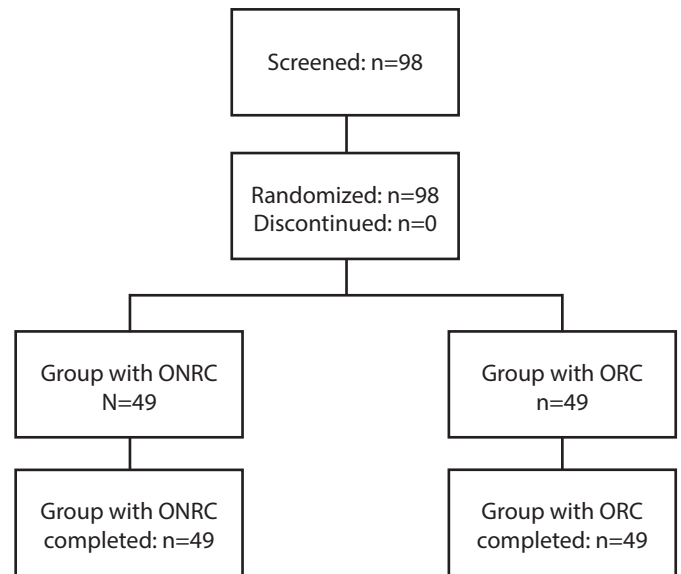 Screened: n=98
Randomized: n=98
Discontinued: n=0
Group with ONRC
N=49
Group with ORC
n=49
Group with ONRC
completed: n=49
Group with ORC
completed: n=49